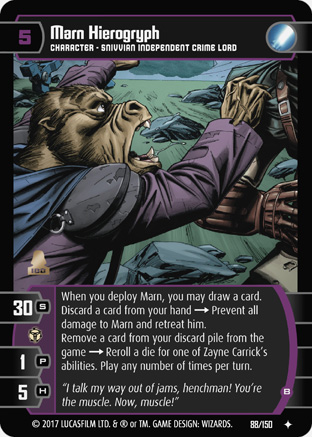 5
Marn Hierogryph
CHARACTER - SNIVVIAN INDEPENDENT CRIME LORD
100
30 S
1 P
5 H
When you deploy Marn, you may draw a card.
Discard a card from your hand → Prevent all
damage to Marn and retreat him.
Remove a card from your discard pile from the
game → Reroll a die for one of Zayne Carrick's
abilities. Play any number of times per turn.
"I talk my way out of jams, henchman! You're
the muscle. Now, muscle!"
B
© 2017 LUCASFILM LTD. & ® OR TM. GAME DESIGN: WIZARDS.
88/150